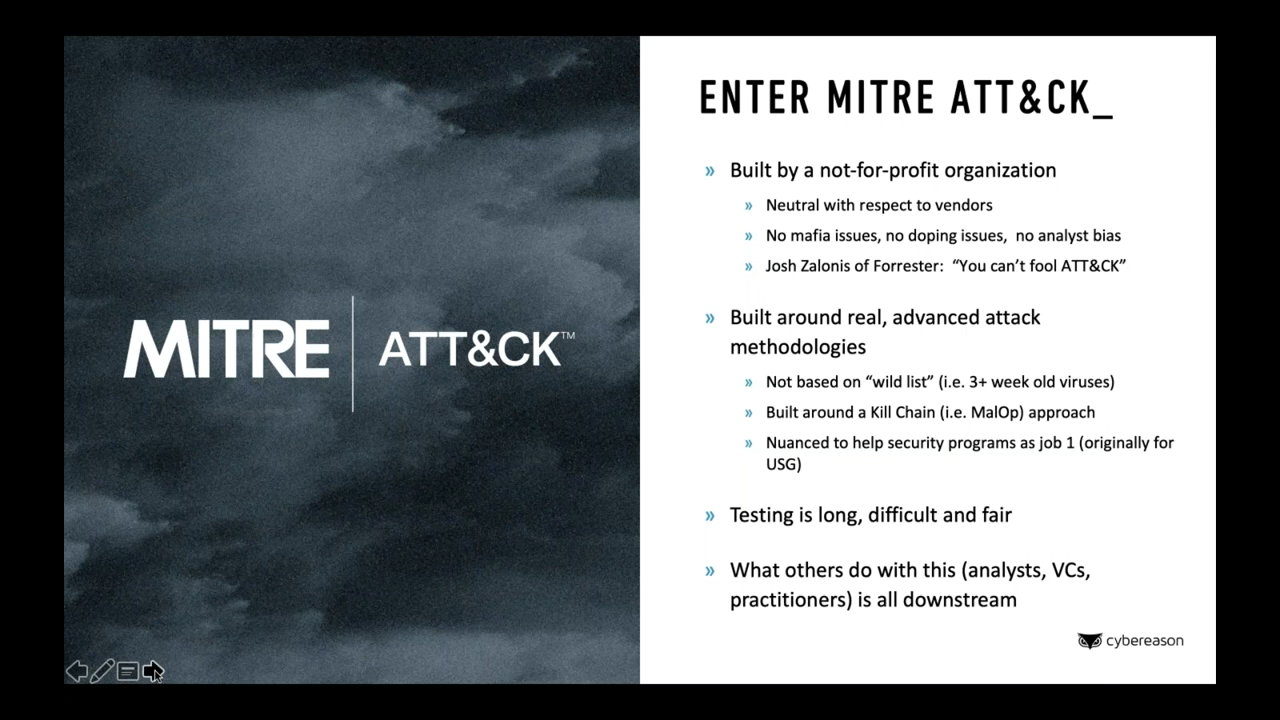 MITRE
ATT&CK™
ENTER MITRE ATT&CK_
» Built by a not-for-profit organization
» Neutral with respect to vendors
» No mafia issues, no doping issues,  no analyst bias
» Josh Zalonis of Forrester:  “You can’t fool ATT&CK”
» Built around real, advanced attack
methodologies
» Not based on “wild list” (i.e. 3+ week old viruses)
» Built around a Kill Chain (i.e. MalOp) approach
» Nuanced to help security programs as job 1 (originally for
USG)
» Testing is long, difficult and fair
» What others do with this (analysts, VCs,
practitioners) is all downstream
cybereason